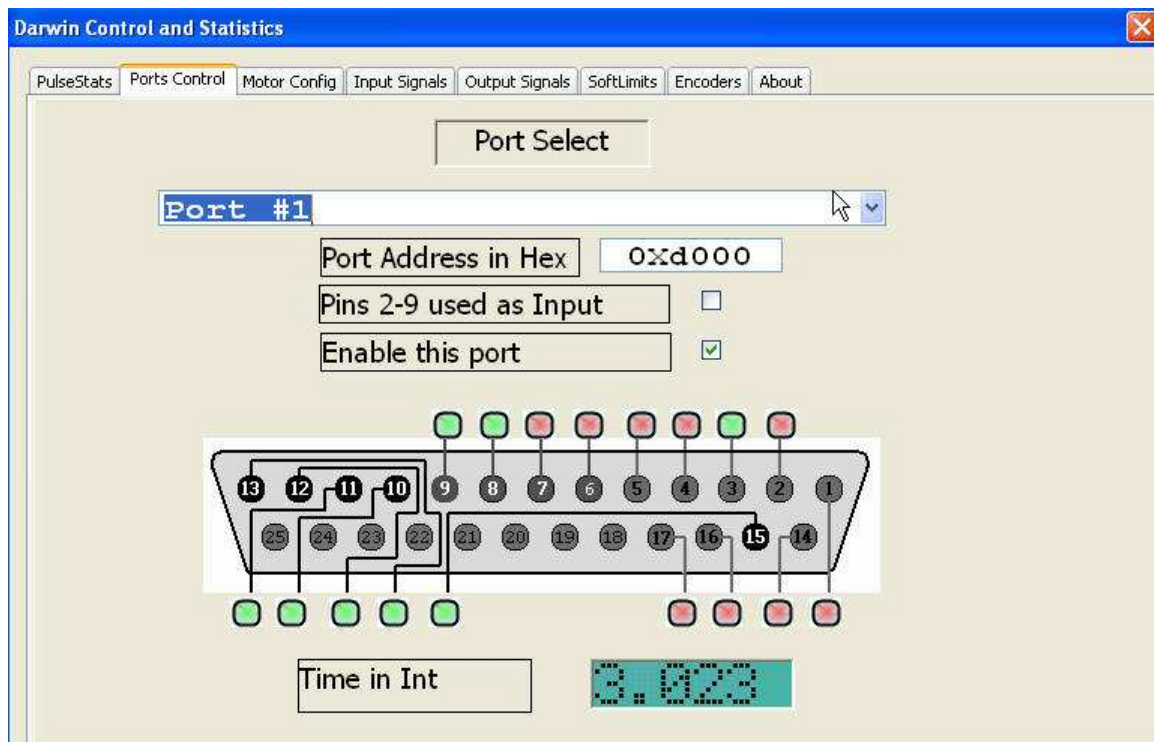 Darwin Control and Statistics
PulseStats Ports Control Motor Config Input Signals Output Signals SoftLimits Encoders About
Port Select
Port #1
Port Address in Hex 0Xd000
Pins 2-9 used as Input
Enable this port
13 12 11 10 9 8 7 6 5 4 3 2 1
25 24 23 22 21 20 19 18 17 16 15 14
Time in Int 3.023